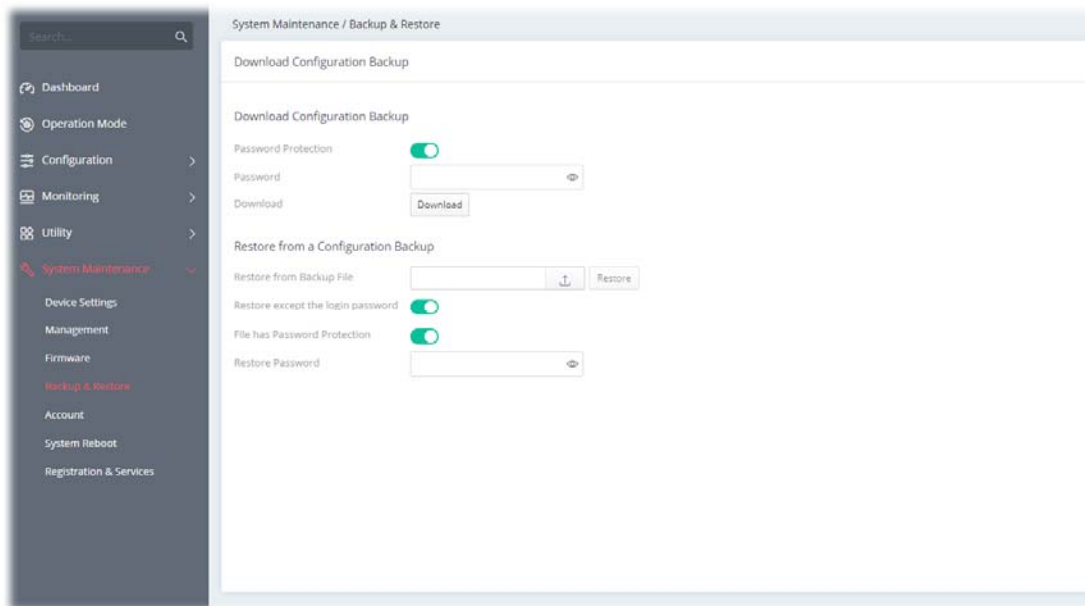 Search...
Dashboard
Operation Mode
Configuration
Monitoring
Utility
System Maintenance
Device Settings
Management
Firmware
Backup & Restore
Account
System Reboot
Registration & Services
System Maintenance / Backup & Restore
Download Configuration Backup
Download Configuration Backup
Password Protection
Password
Download Download
Restore from a Configuration Backup
Restore from Backup File Restore
Restore except the login password
File has Password Protection
Restore Password